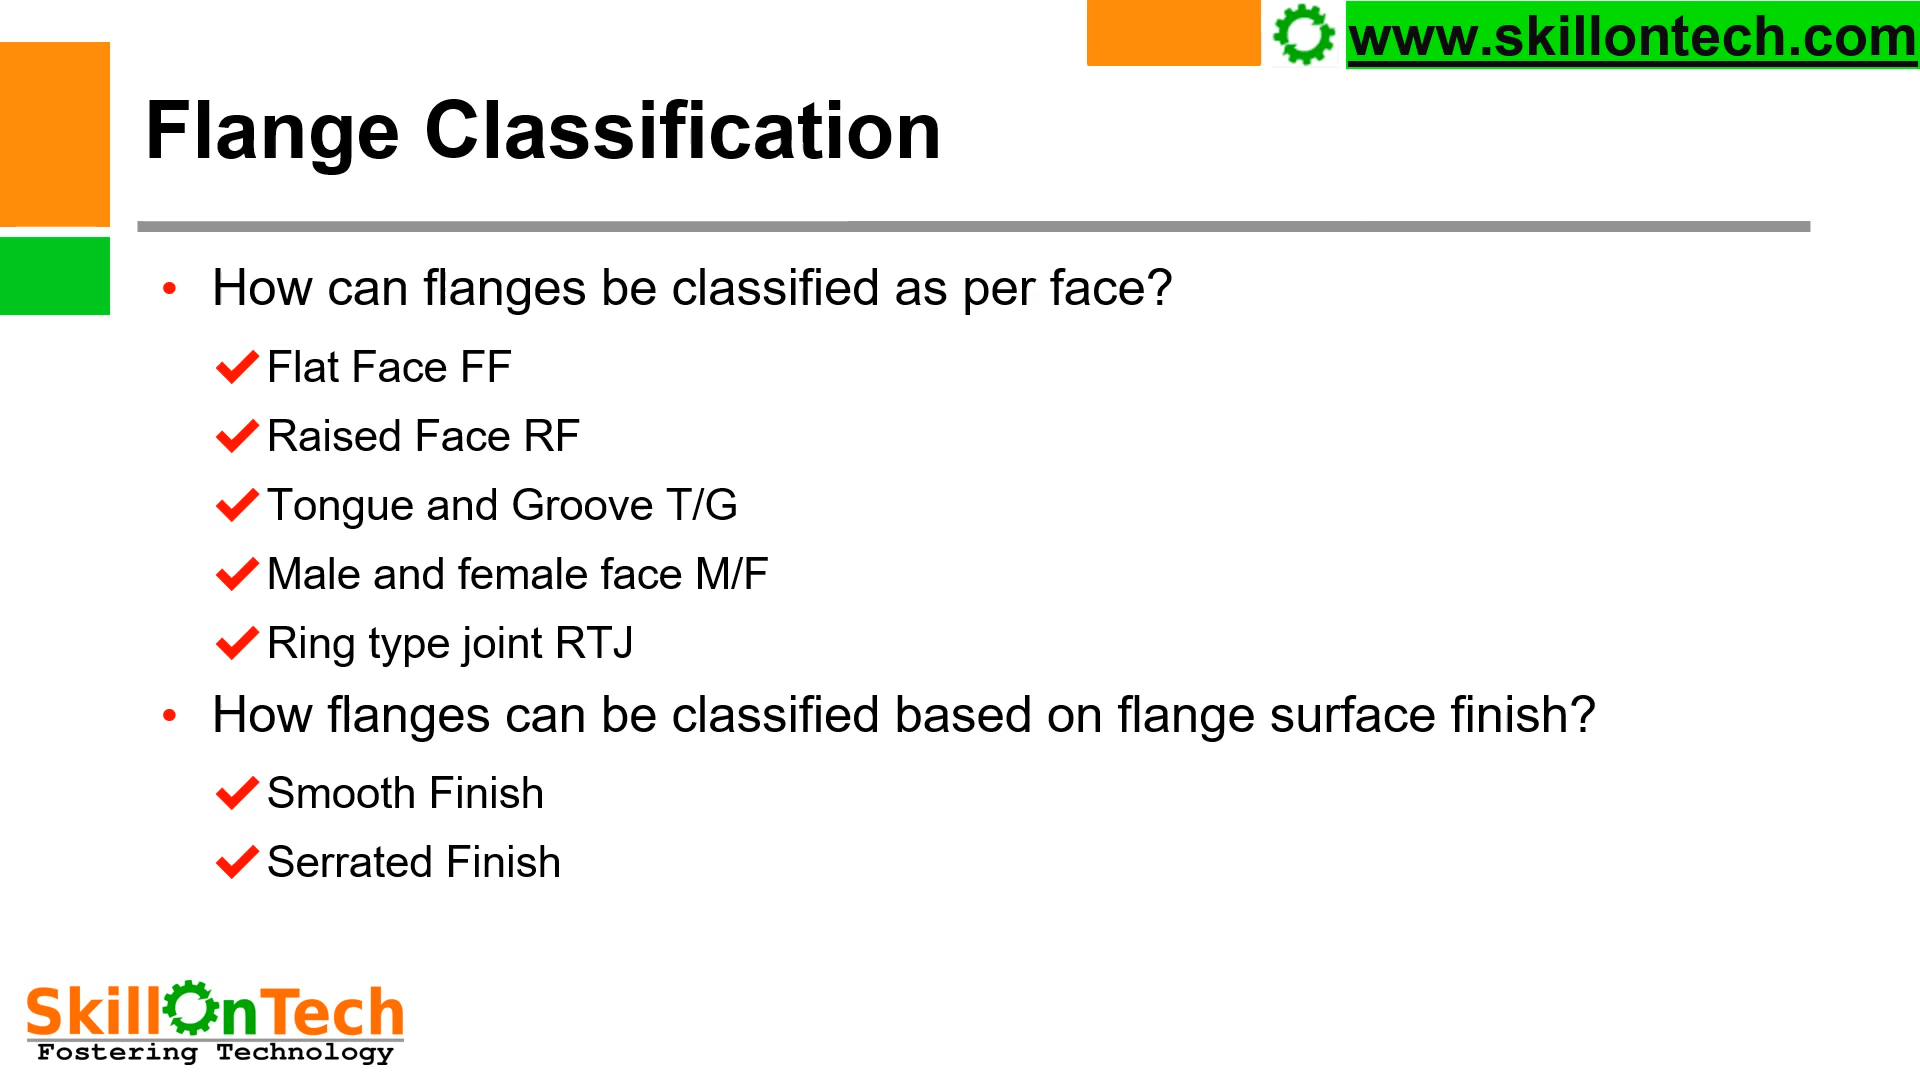 www.skillontech.com
Flange Classification
• How can flanges be classified as per face?
✔ Flat Face FF
✔ Raised Face RF
✔ Tongue and Groove T/G
✔ Male and female face M/F
✔ Ring type joint RTJ
• How flanges can be classified based on flange surface finish?
✔ Smooth Finish
✔ Serrated Finish
SkillOnTech
Fostering Technology